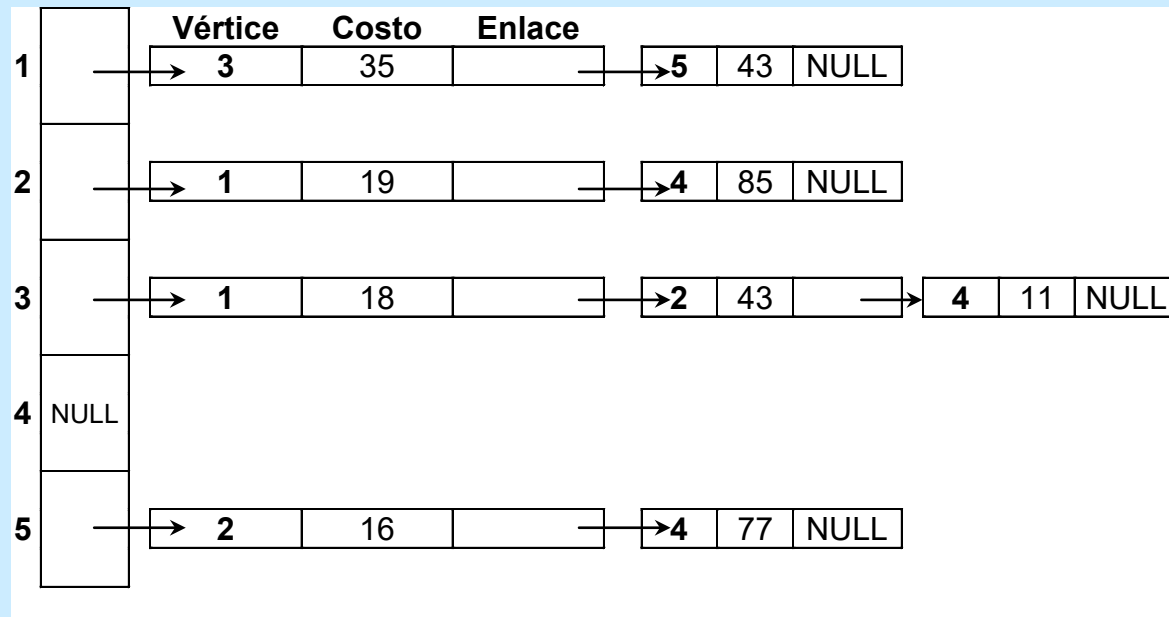 Vértice Costo Enlace
1 3 35 5 43 NULL
2 1 19 4 85 NULL
3 1 18 2 43 4 11 NULL
4 NULL
5 2 16 4 77 NULL